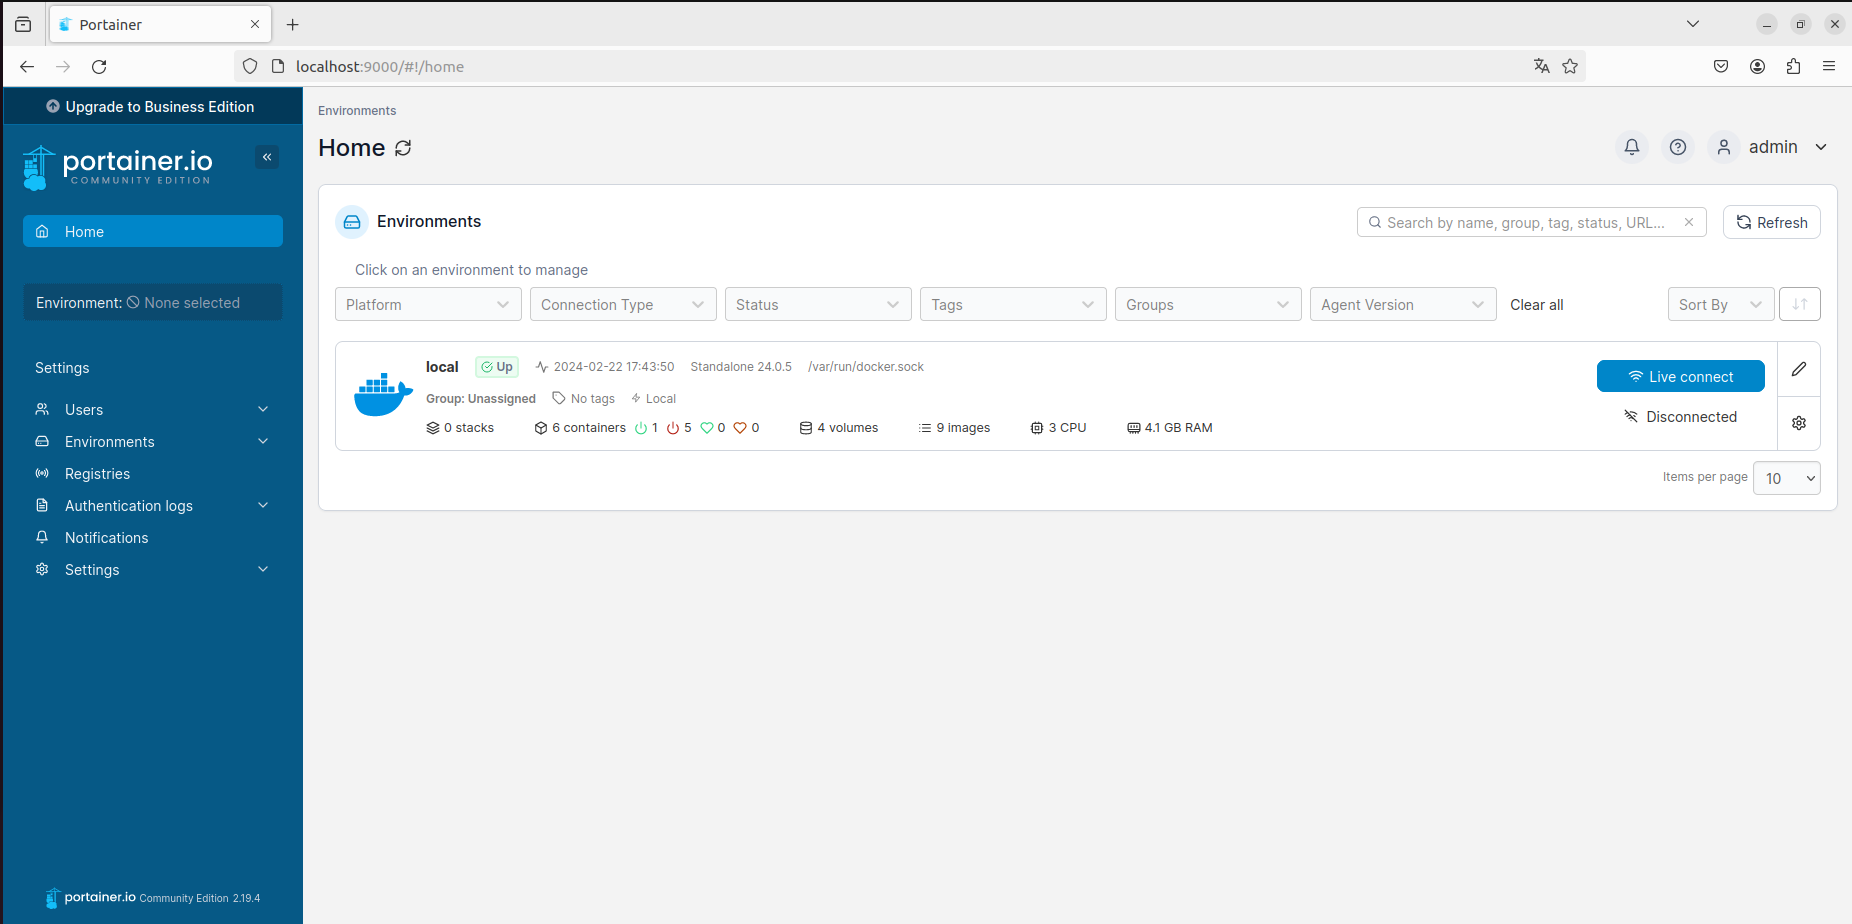 Portainer
localhost:9000/#!/home
Upgrade to Business Edition
portainer.io
COMMUNITY EDITION
Home
Environment: None selected
Settings
Users
Environments
Registries
Authentication logs
Notifications
Settings
portainer.io Community Edition 2.19.4
Environments
Home
admin
Environments
Search by name, group, tag, status, URL...
Refresh
Click on an environment to manage
Platform
Connection Type
Status
Tags
Groups
Agent Version
Clear all
Sort By
local Up 2024-02-22 17:43:50 Standalone 24.0.5 /var/run/docker.sock
Group: Unassigned No tags Local
0 stacks 6 containers 1 5 0 0 4 volumes 9 images 3 CPU 4.1 GB RAM
Live connect
Disconnected
Items per page 10